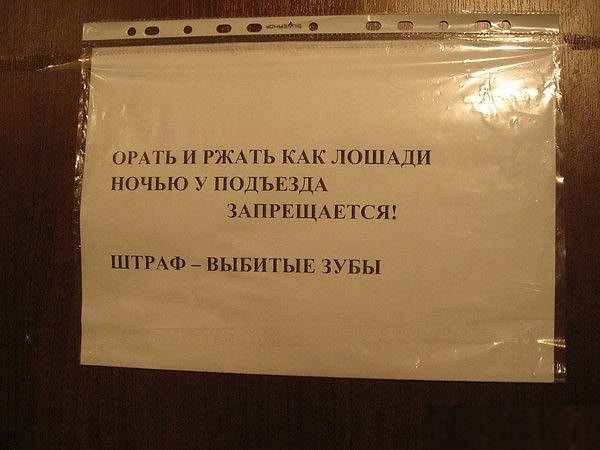 ОРАТЬ И РЖАТЬ КАК ЛОШАДИ
НОЧЬЮ У ПОДЪЕЗДА
ЗАПРЕЩАЕТСЯ!
ШТРАФ – ВЫБИТЫЕ ЗУБЫ